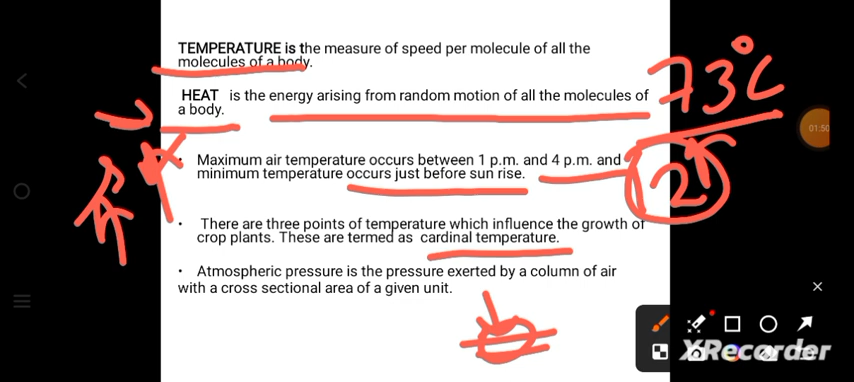 TEMPERATURE is the measure of speed per molecule of all the
molecules of a body.
HEAT is the energy arising from random motion of all the molecules of
a body.
73°C
• Maximum air temperature occurs between 1 p.m. and 4 p.m. and
minimum temperature occurs just before sun rise.
• There are three points of temperature which influence the growth of
crop plants. These are termed as cardinal temperature.
• Atmospheric pressure is the pressure exerted by a column of air
with a cross sectional area of a given unit.
01:50
XRecorder